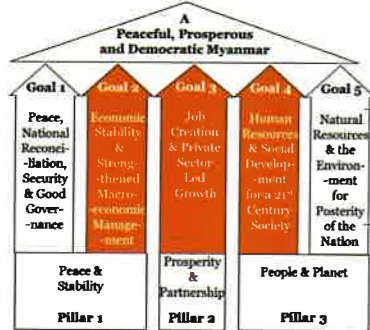 A
Peaceful, Prosperous
and Democratic Myanmar
Goal 1
Peace,
National
Reconci-
-liation,
Security
& Good
Gover-
-nance
Goal 2
Economic
Stability
&
Streng-
-thened
Macro-
-economic
Manage-
-ment
Goal 3
Job
Creation
& Private
Sector-
Led
Growth
Goal 4
Human
Resources
& Social
Develop-
-ment
for a 21st
Century
Society
Goal 5
Natural
Resources
& the
Environ-
-ment
for
Posterity
of the
Nation
Peace &
Stability
Pillar 1
Prosperity
&
Partnership
Pillar 2
People & Planet
Pillar 3